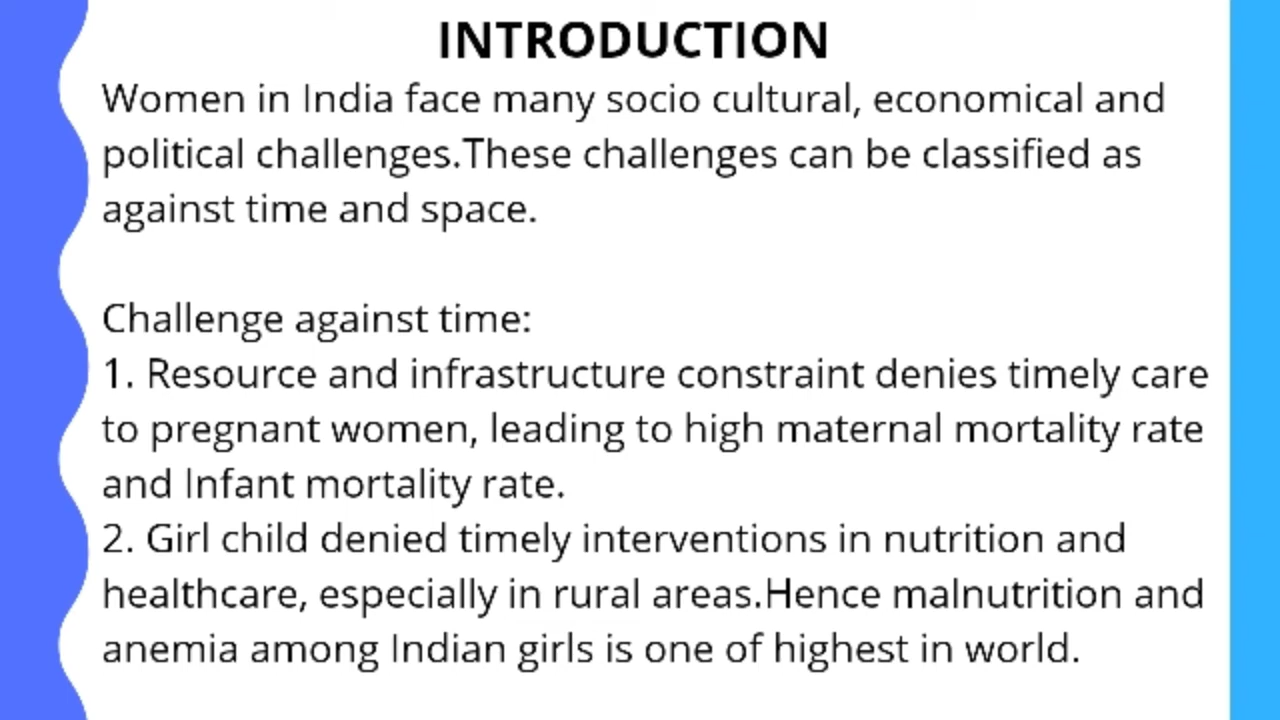 INTRODUCTION
Women in India face many socio cultural, economical and
political challenges.These challenges can be classified as
against time and space.
Challenge against time:
1. Resource and infrastructure constraint denies timely care
to pregnant women, leading to high maternal mortality rate
and Infant mortality rate.
2. Girl child denied timely interventions in nutrition and
healthcare, especially in rural areas.Hence malnutrition and
anemia among Indian girls is one of highest in world.